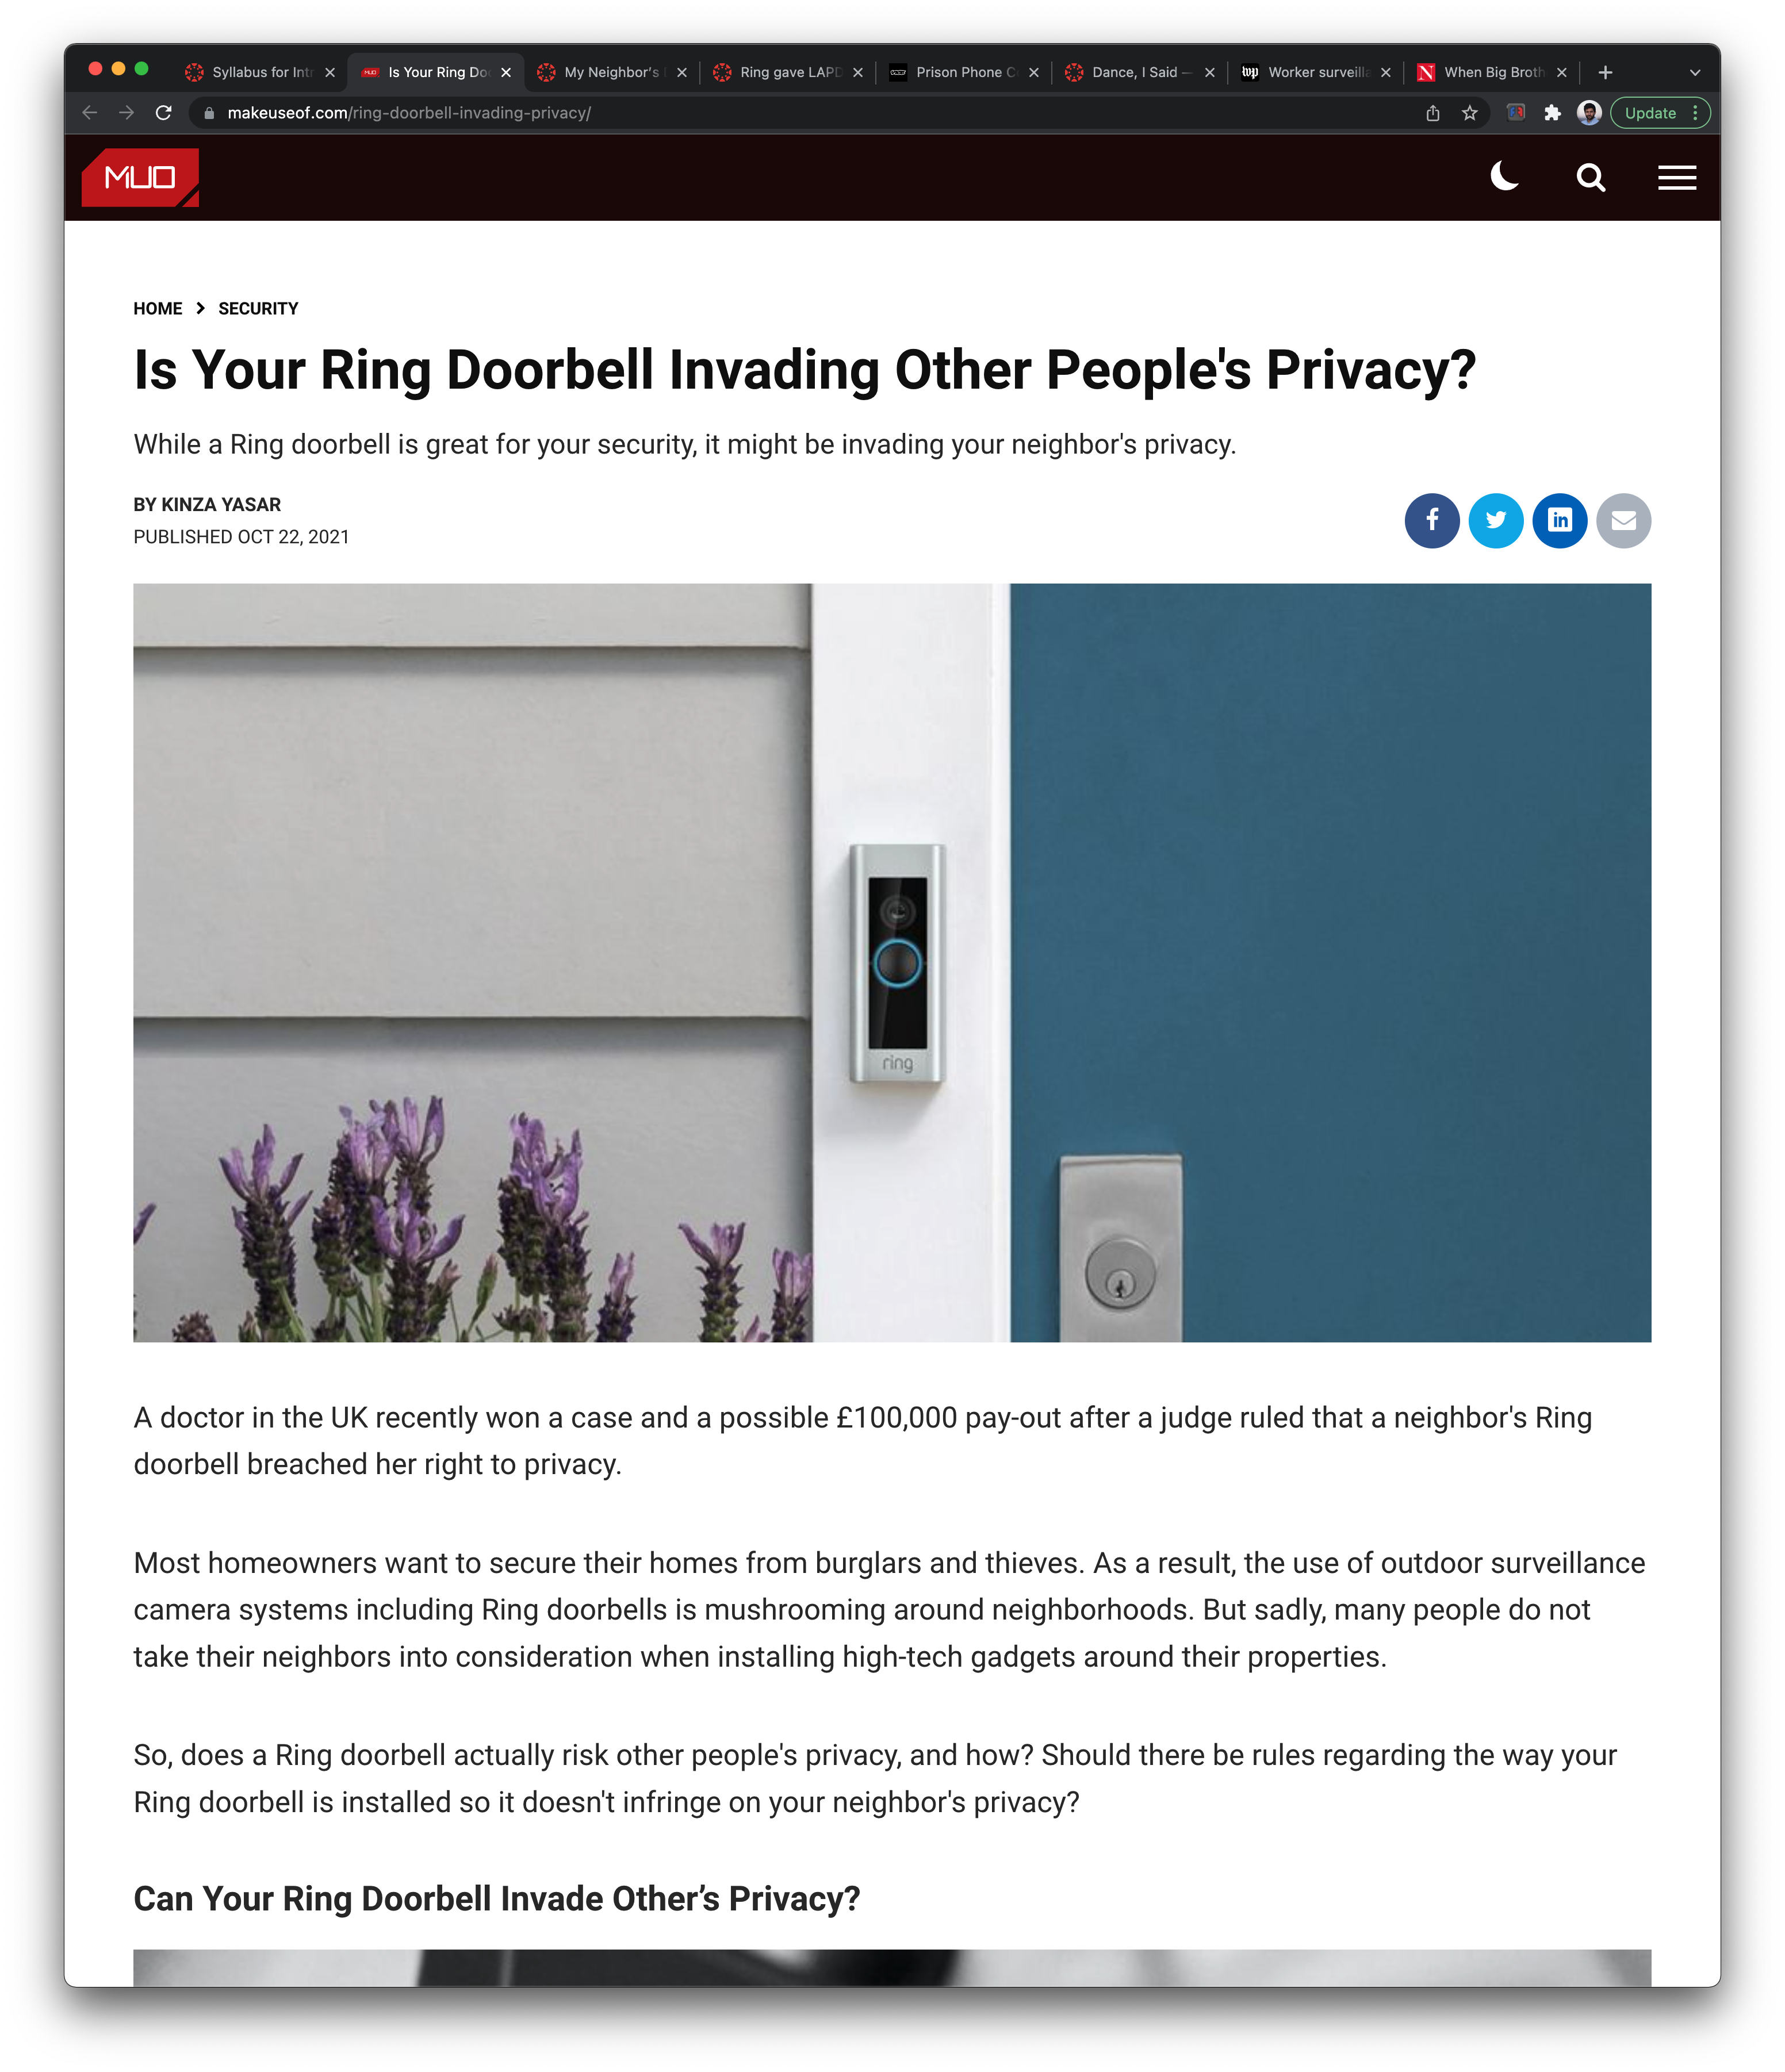 Syllabus for Intr
Is Your Ring Do
My Neighbor's
Ring gave LAPD
Prison Phone C
Dance, I Said —
wp Worker surveilla
N When Big Broth
makeuseof.com/ring-doorbell-invading-privacy/
Update
MUO
HOME > SECURITY
Is Your Ring Doorbell Invading Other People's Privacy?
While a Ring doorbell is great for your security, it might be invading your neighbor's privacy.
BY KINZA YASAR
PUBLISHED OCT 22, 2021
ring
A doctor in the UK recently won a case and a possible £100,000 pay-out after a judge ruled that a neighbor's Ring
doorbell breached her right to privacy.
Most homeowners want to secure their homes from burglars and thieves. As a result, the use of outdoor surveillance
camera systems including Ring doorbells is mushrooming around neighborhoods. But sadly, many people do not
take their neighbors into consideration when installing high-tech gadgets around their properties.
So, does a Ring doorbell actually risk other people's privacy, and how? Should there be rules regarding the way your
Ring doorbell is installed so it doesn't infringe on your neighbor's privacy?
Can Your Ring Doorbell Invade Other’s Privacy?